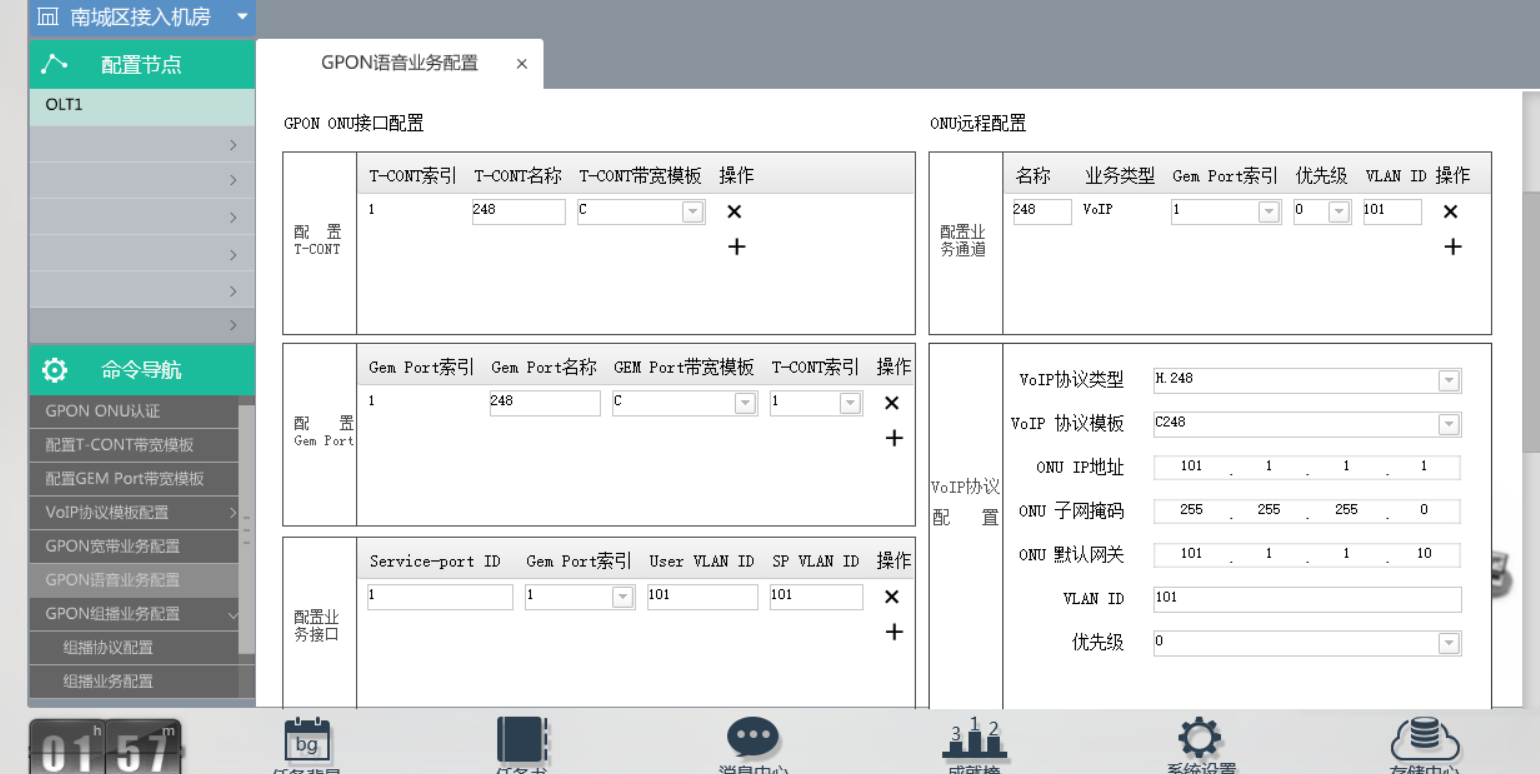 南城区接入机房
配置节点
OLT1
命令导航
GPON ONU认证
配置T-CONT带宽模板
配置GEM Port带宽模板
VoIP协议模板配置
GPON宽带业务配置
GPON语音业务配置
GPON组播业务配置
组播协议配置
组播业务配置
GPON语音业务配置 ×
GPON ONU接口配置
配 置
T-CONT
T-CONT索引 T-CONT名称 T-CONT带宽模板 操作
1 248 C
配 置
Gem Port
Gem Port索引 Gem Port名称 GEM Port带宽模板 T-CONT索引 操作
1 248 C 1
配置业
务接口
Service-port ID Gem Port索引 User VLAN ID SP VLAN ID 操作
1 1 101 101
ONU远程配置
配置业
务通道
名称 业务类型 Gem Port索引 优先级 VLAN ID 操作
248 VoIP 1 0 101
VoIP协议
配 置
VoIP协议类型 H.248
VoIP 协议模板 C248
ONU IP地址 101 . 1 . 1 . 1
ONU 子网掩码 255 . 255 . 255 . 0
ONU 默认网关 101 . 1 . 1 . 10
VLAN ID 101
优先级 0
01 h 57 m
bg
3 1 2
任务背景 任务书 消息中心 成就榜 系统设置 存储中心